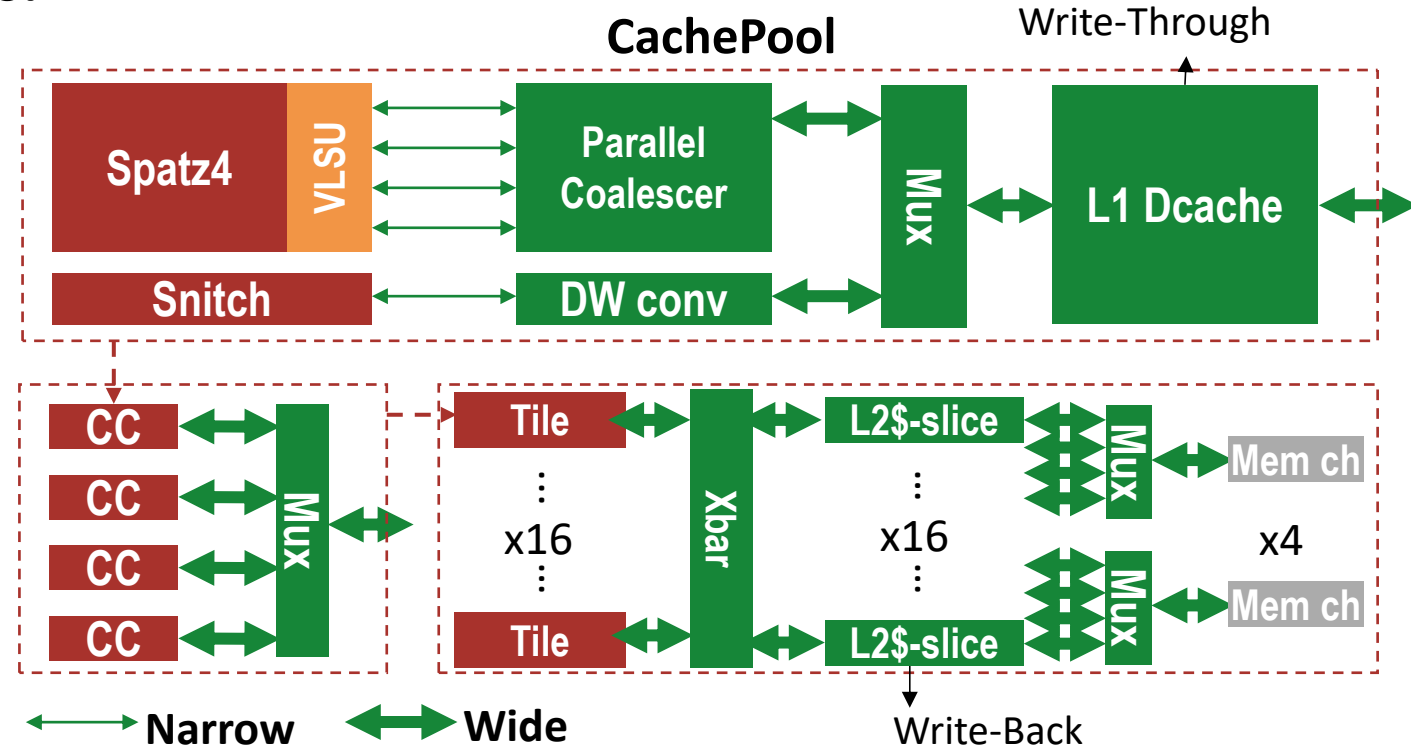 CachePool
Write-Through
Spatz4
VLSU
Parallel
Coalescer
Mux
L1 Dcache
Snitch
DW conv
CC
CC
CC
CC
Mux
Tile
⋮
x16
⋮
Tile
Xbar
L2$-slice
⋮
x16
⋮
L2$-slice
Mux
Mux
Mem ch
x4
Mem ch
Narrow
Wide
Write-Back